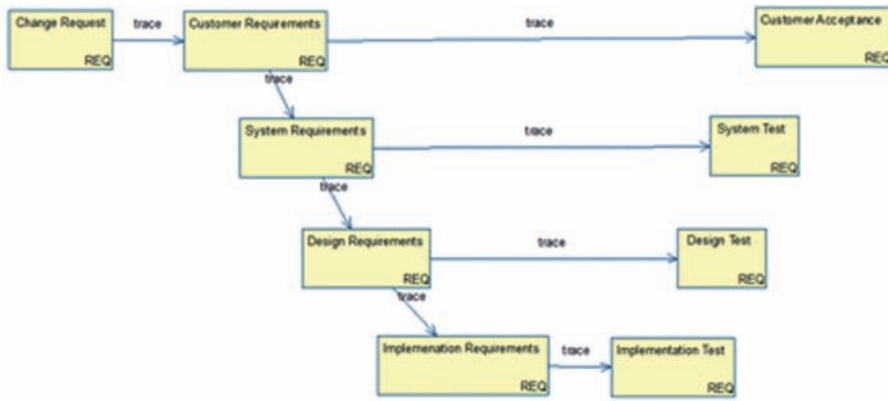 Change Request
trace
Customer Requirements
trace
Customer Acceptance
REQ
REQ
REQ
trace
System Requirements
trace
System Test
REQ
REQ
trace
Design Requirements
trace
Design Test
REQ
REQ
trace
Implemenation Requirements
trace
Implementation Test
REQ
REQ